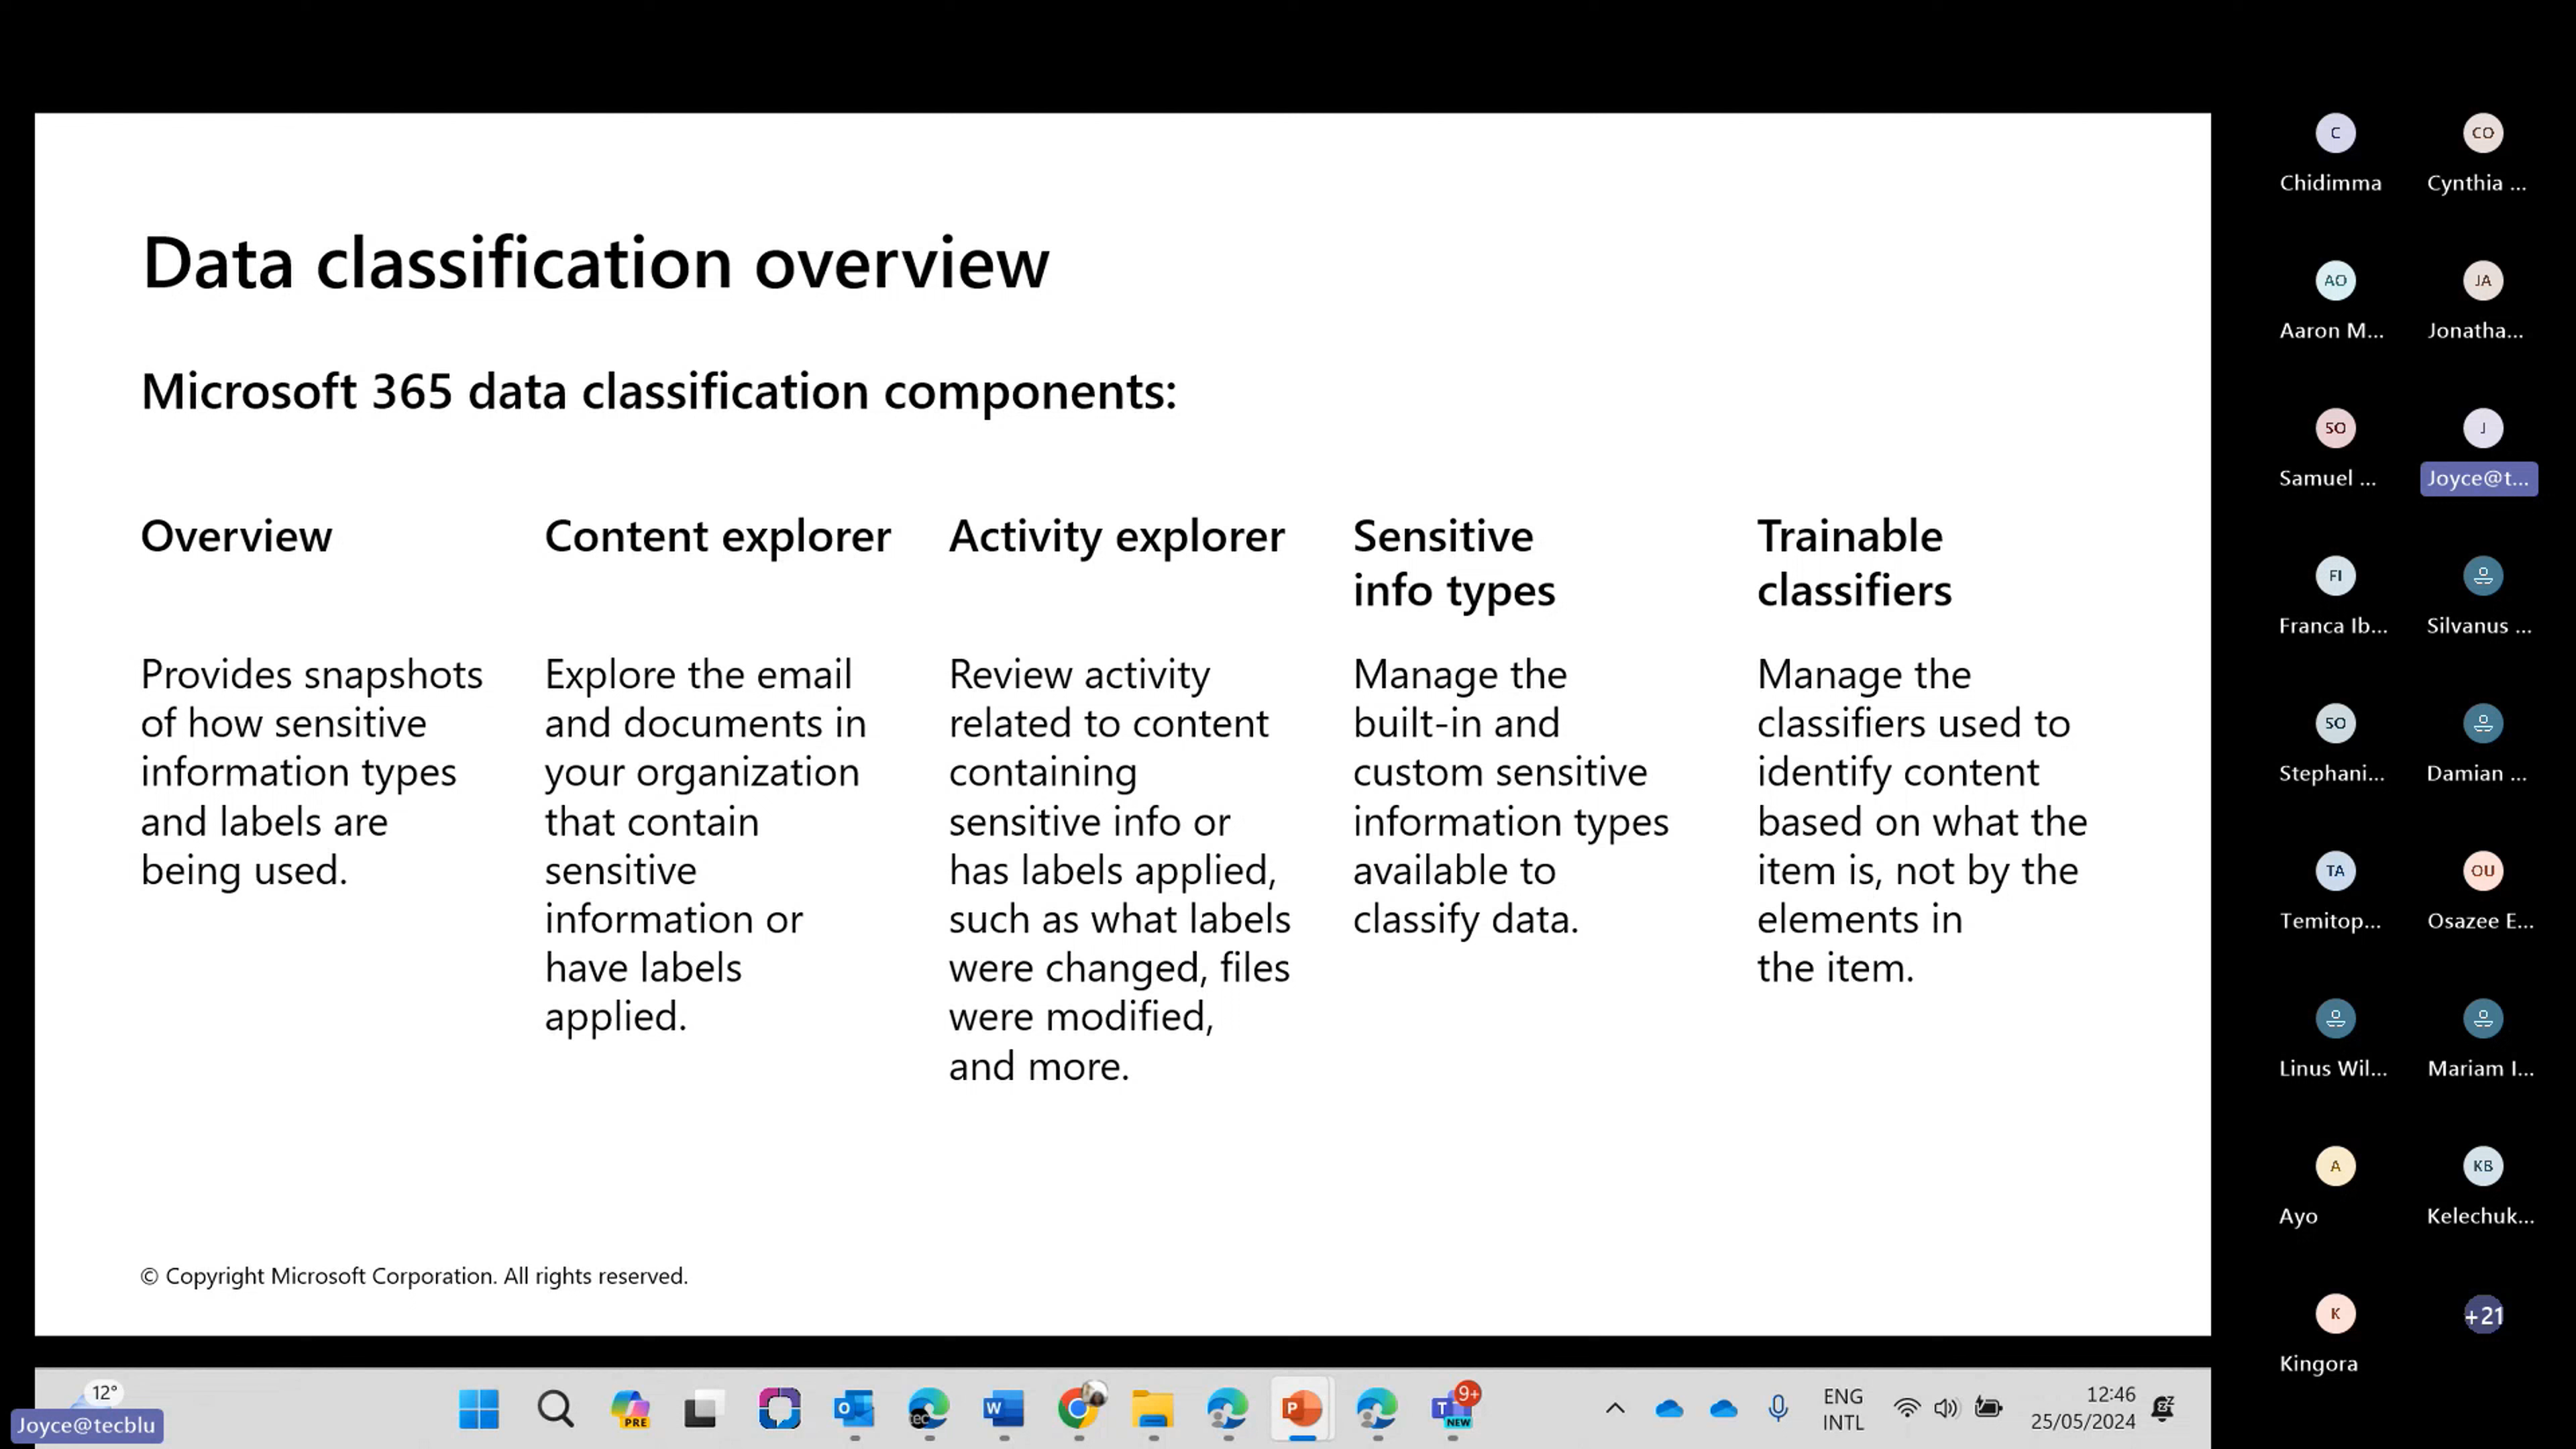 Data classification overview
Microsoft 365 data classification components:
Overview
Provides snapshots
of how sensitive
information types
and labels are
being used.
Content explorer
Explore the email
and documents in
your organization
that contain
sensitive
information or
have labels
applied.
Activity explorer
Review activity
related to content
containing
sensitive info or
has labels applied,
such as what labels
were changed, files
were modified,
and more.
Sensitive
info types
Manage the
built-in and
custom sensitive
information types
available to
classify data.
Trainable
classifiers
Manage the
classifiers used to
identify content
based on what the
item is, not by the
elements in
the item.
© Copyright Microsoft Corporation. All rights reserved.
C
Chidimma
CO
Cynthia ...
AO
Aaron M...
JA
Jonatha...
SO
Samuel ...
J
Joyce@t...
FI
Franca Ib...
Silvanus ...
SO
Stephani...
Damian ...
TA
Temitop...
OU
Osazee E...
Linus Wil...
Mariam I...
A
Ayo
KB
Kelechuk...
K
Kingora
+21
12°
Joyce@tecblu
PRE
O
tec
W
P
T
NEW
9+
ENG
INTL
12:46
25/05/2024